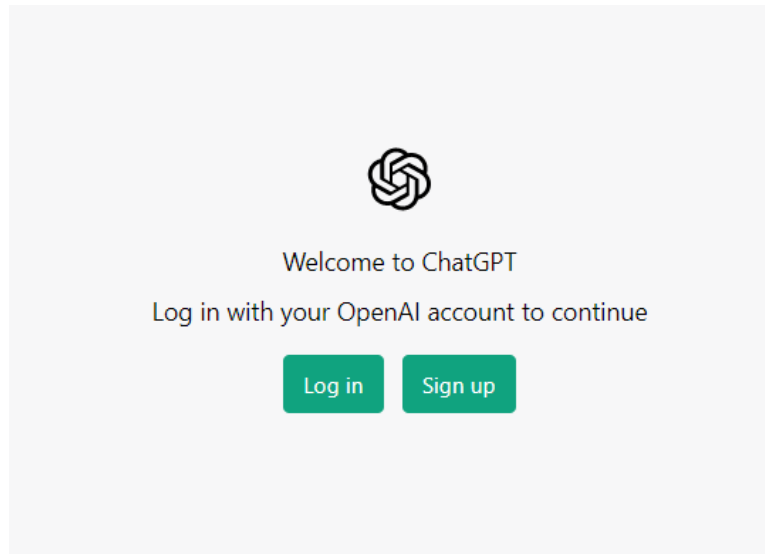 Welcome to ChatGPT
Log in with your OpenAI account to continue
Log in
Sign up